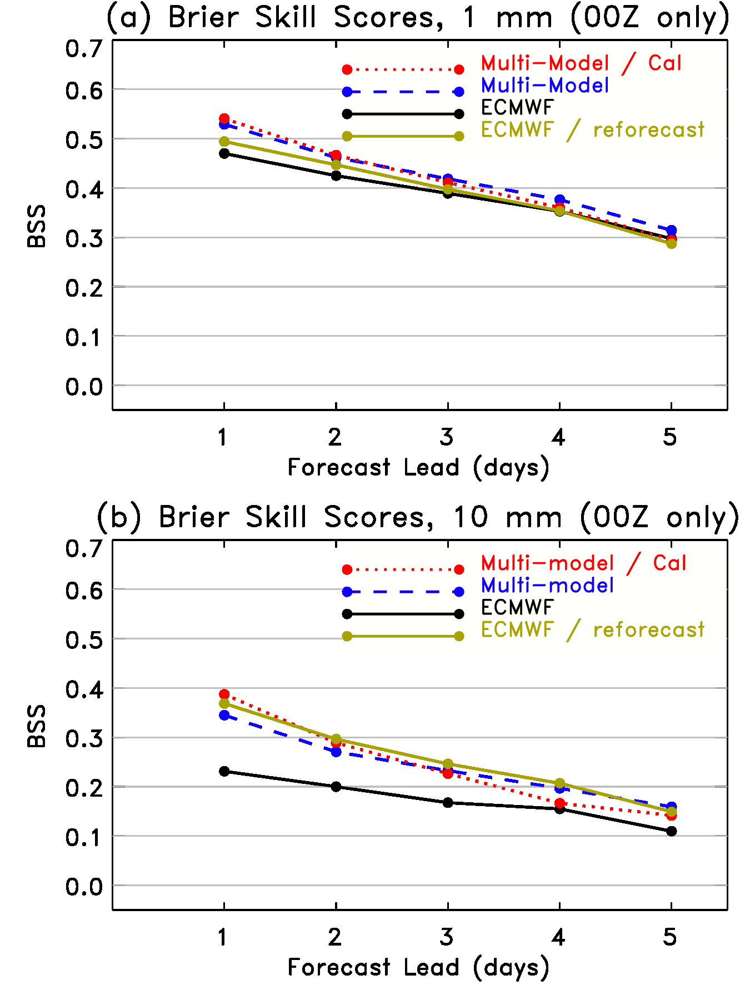 (a) Brier Skill Scores, 1 mm (00Z only)
0.7
Multi-Model / Cal
Multi-Model
0.6
ECMWF
ECMWF / reforecast
0.5
0.4
BSS
0.3
0.2
0.1
0.0
1 2 3 4 5
Forecast Lead (days)
(b) Brier Skill Scores, 10 mm (00Z only)
0.7
Multi-model / Cal
Multi-model
0.6
ECMWF
ECMWF / reforecast
0.5
0.4
BSS
0.3
0.2
0.1
0.0
1 2 3 4 5
Forecast Lead (days)